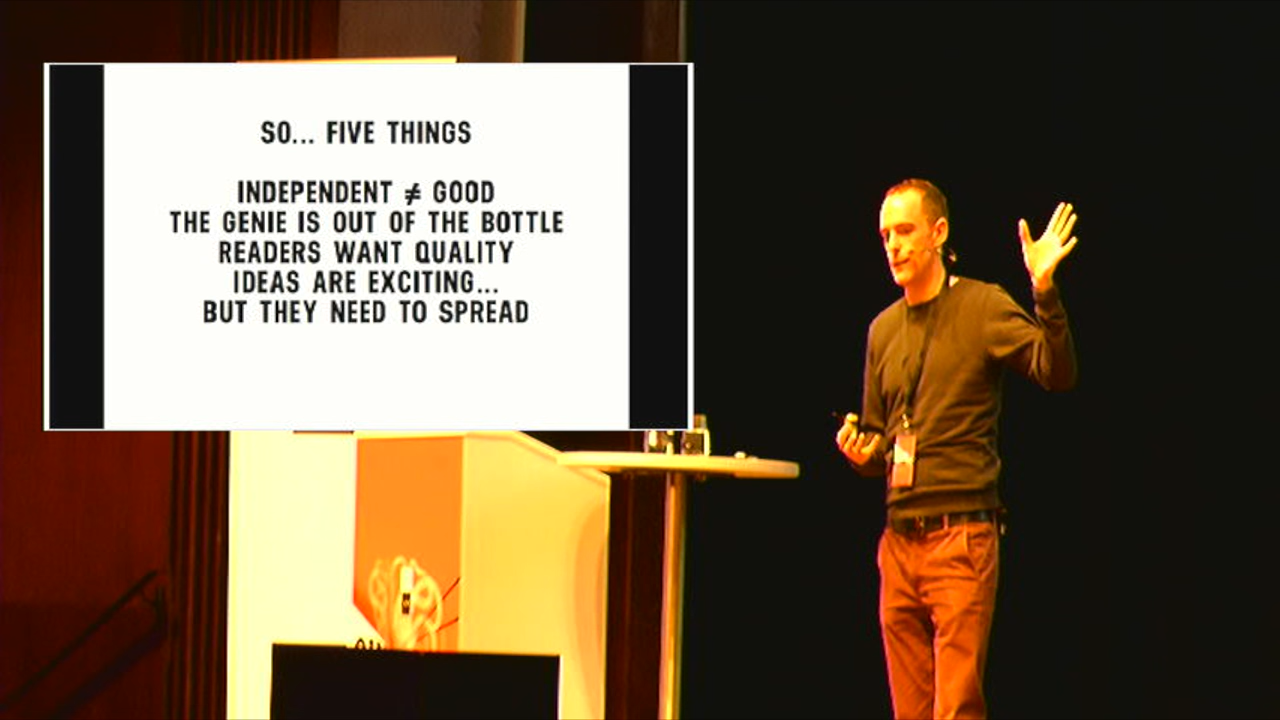 SO... FIVE THINGS
INDEPENDENT ≠ GOOD
THE GENIE IS OUT OF THE BOTTLE
READERS WANT QUALITY
IDEAS ARE EXCITING...
BUT THEY NEED TO SPREAD